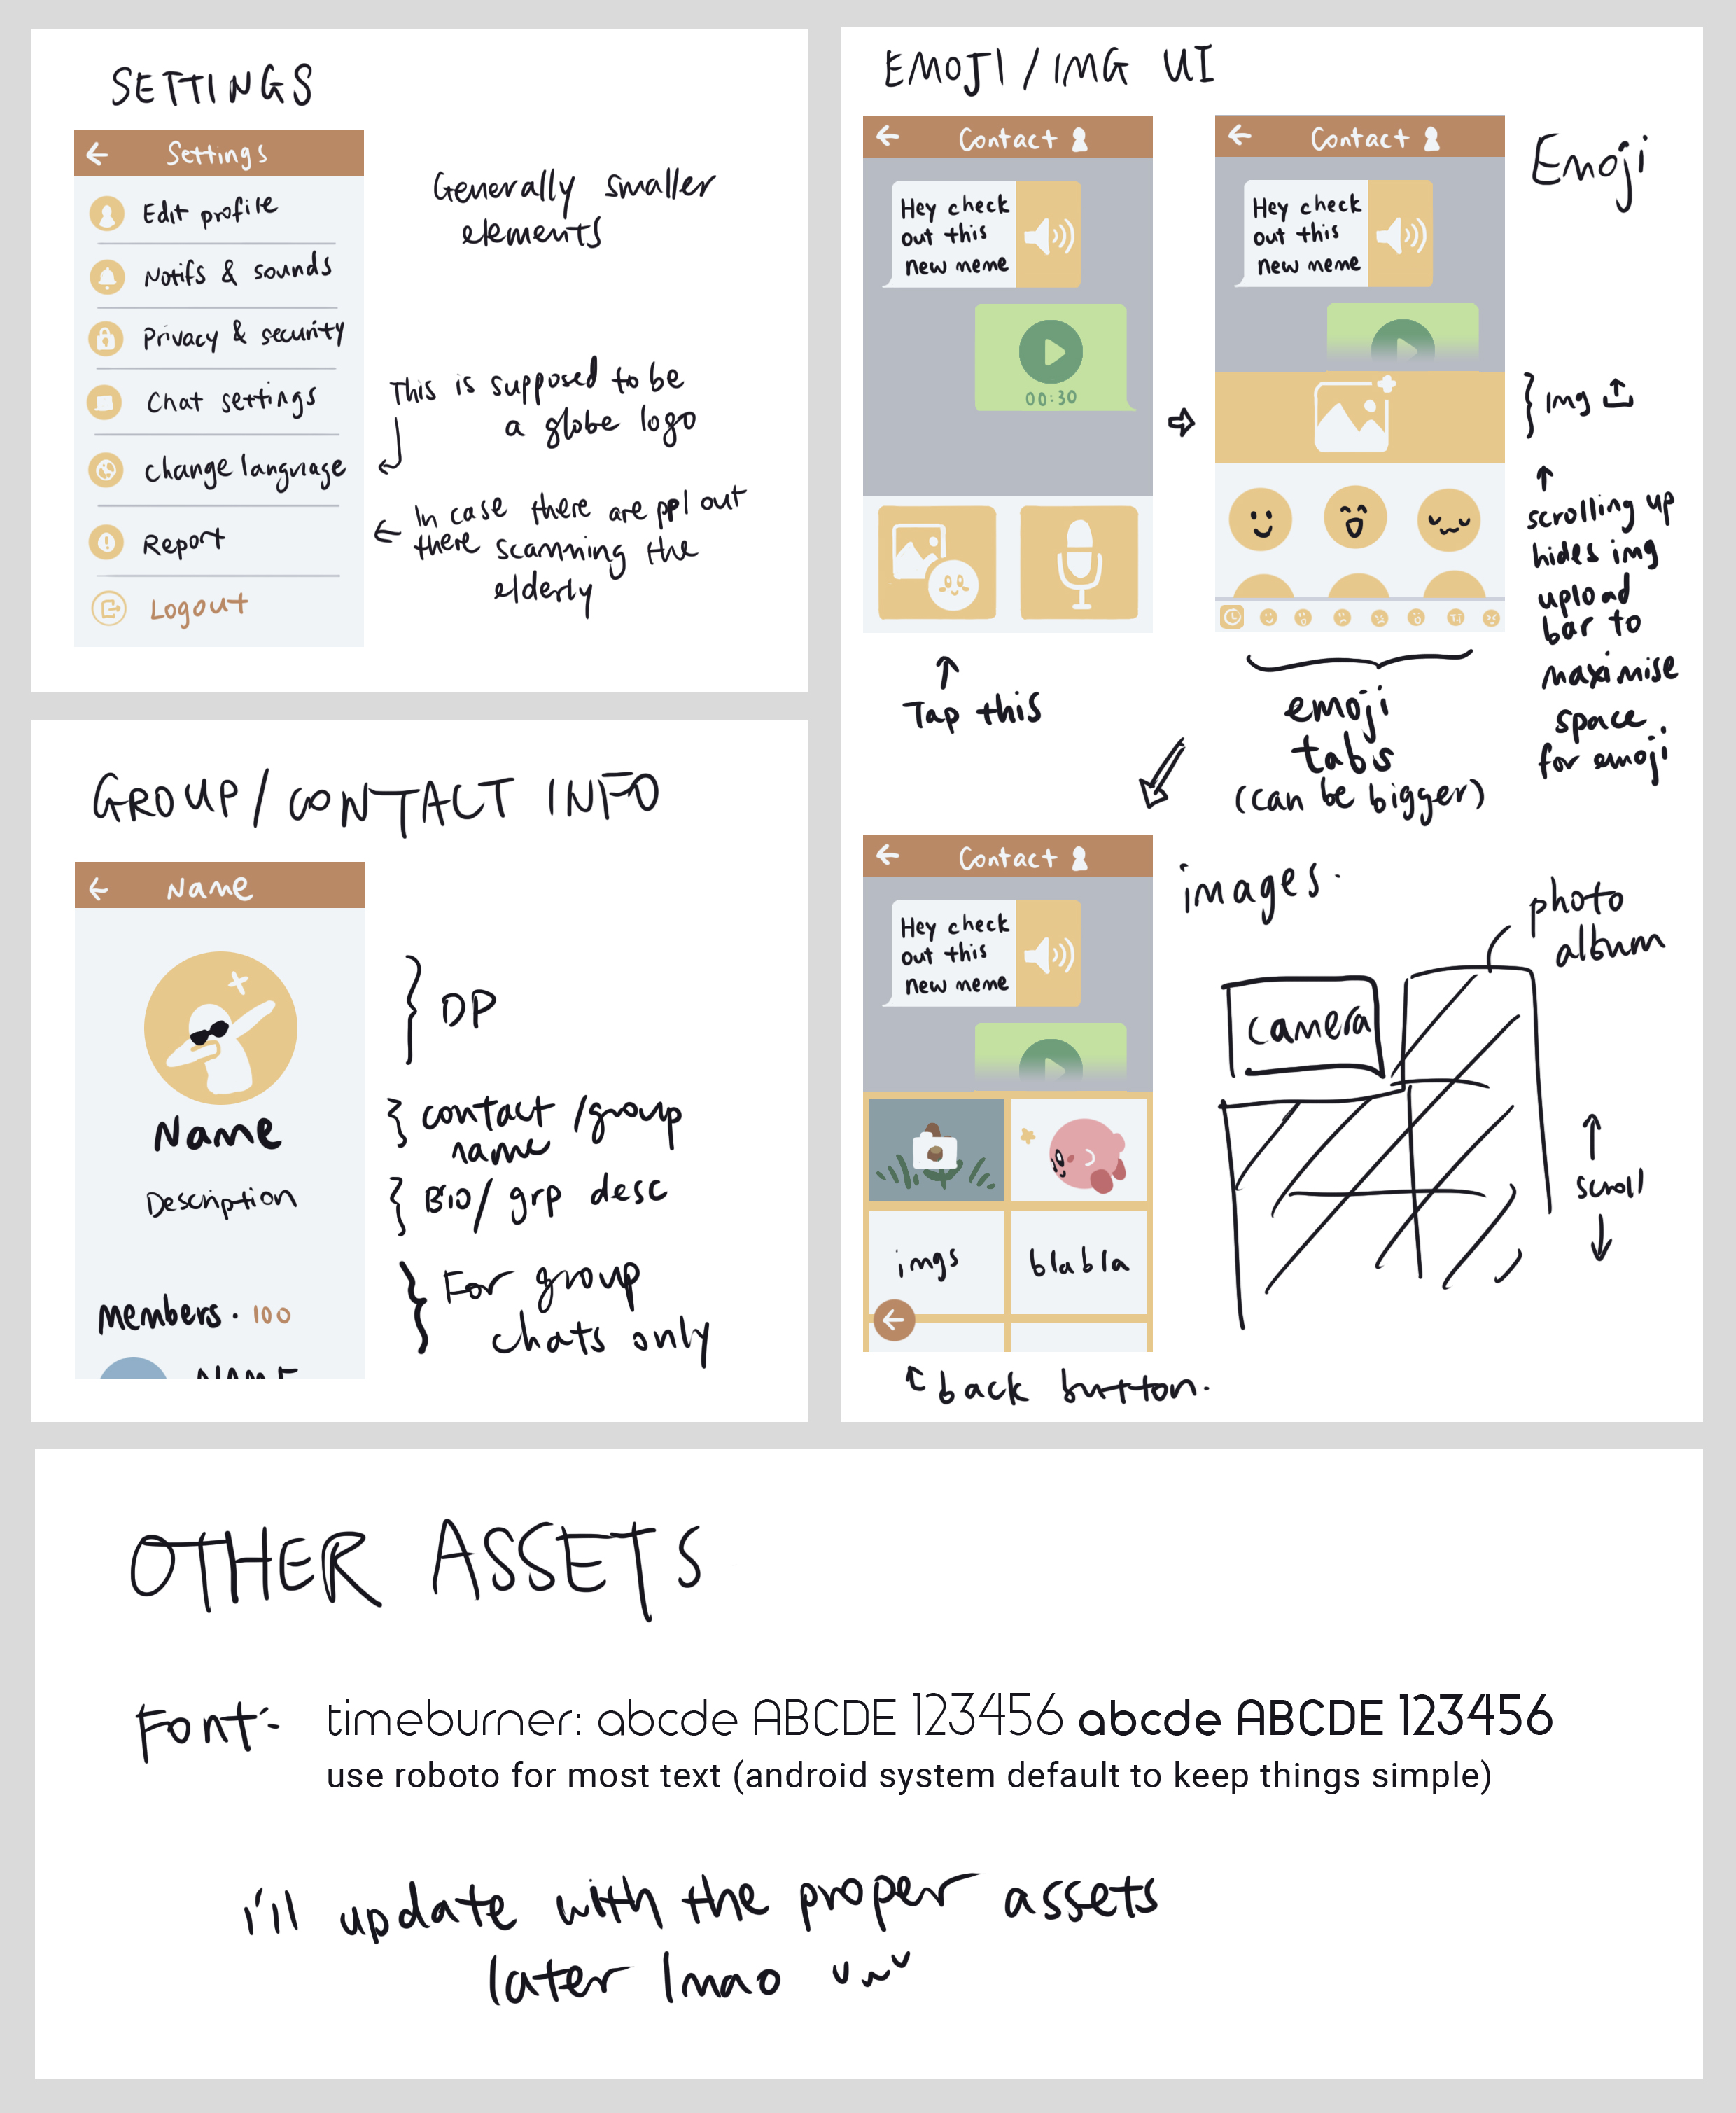 SETTINGS
Settings
Edit profile
Notifs & sounds
Privacy & security
Chat settings
Change language
Report
Logout
Generally smaller
elements
This is supposed to be
a globe logo
In case there are ppl out
there scamming the
elderly
GROUP/CONTACT INFO
Name
Name
Description
members · 100
NAME
DP
contact/group
name
Bio/grp desc
For group
chats only
EMOJI/IMG UI
Contact
Hey check
out this
new meme
00:30
Tap this
Contact
Hey check
out this
new meme
Emoji
img
scrolling up
hides img
upload
bar to
maximise
space
for emoji
emoji
tabs
(can be bigger)
Contact
Hey check
out this
new meme
imgs
blabla
back button.
images.
photo
album
camera
scroll
OTHER ASSETS
Font:
timeburner: abcde ABCDE 123456 abcde ABCDE 123456
use roboto for most text (android system default to keep things simple)
i'll update with the proper assets
later lmao